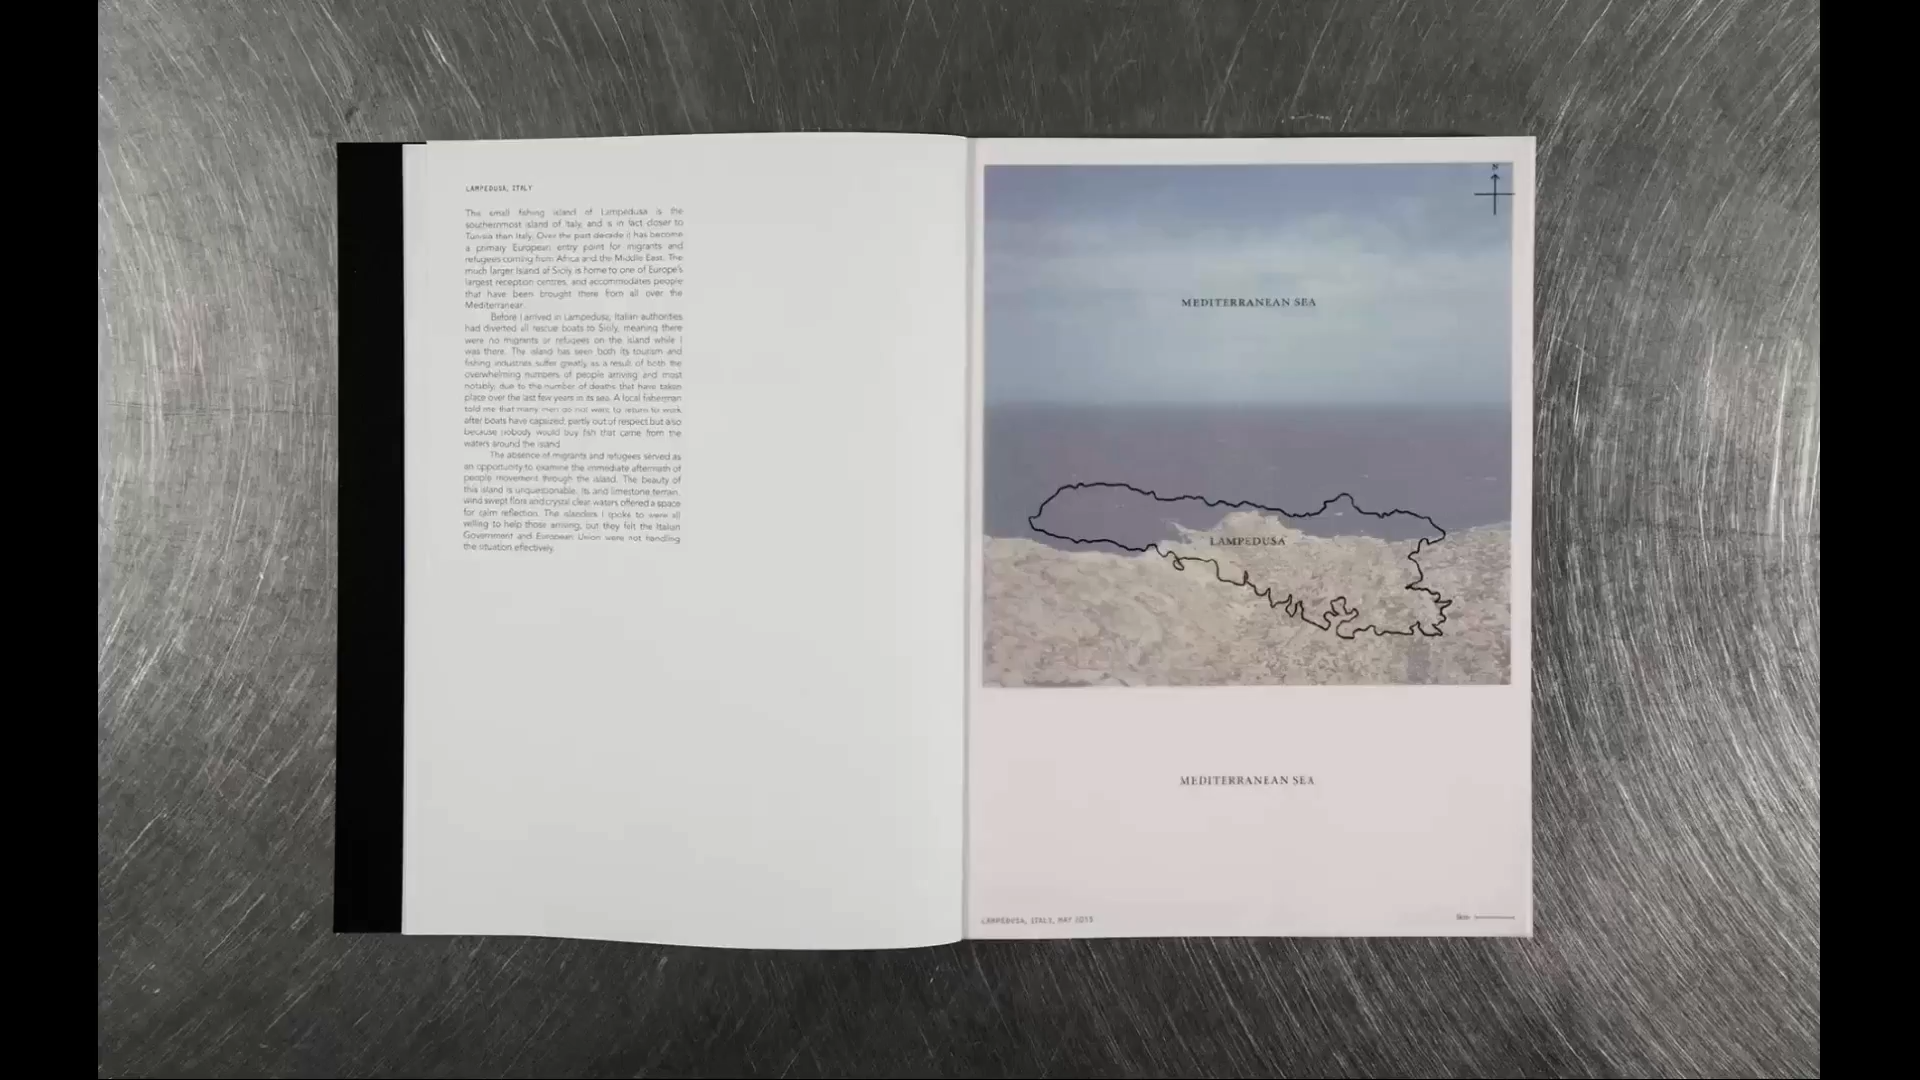 LAMPEDUSA, ITALY
The small fishing island of Lampedusa is the
southernmost island of Italy, and is in fact closer to
Tunisia than Italy. Over the past decade it has become
a primary European entry point for migrants and
refugees coming from Africa and the Middle East. The
much larger island of Sicily is home to one of Europe's
largest reception centres, and accommodates people
that have been brought there from all over the
Mediterranean.
Before I arrived in Lampedusa, Italian authorities
had diverted all rescue boats to Sicily, meaning there
were no migrants or refugees on the island while I
was there. The island has seen both its tourism and
fishing industries suffer greatly as a result of both the
overwhelming numbers of people arriving and most
notably, due to the number of deaths that have taken
place over the last few years in its sea. A local fisherman
told me that many men do not want to return to work
after boats have capsized, partly out of respect but also
because nobody would buy fish that came from the
waters around the island.
The absence of migrants and refugees served as
an opportunity to examine the immediate aftermath of
people movement through the island. The beauty of
this island is unquestionable. Its arid limestone terrain,
wind swept flora and crystal clear waters offered a space
for calm reflection. The islanders I spoke to were all
willing to help those arriving, but they felt the Italian
Government and European Union were not handling
the situation effectively.
N
MEDITERRANEAN SEA
LAMPEDUSA
MEDITERRANEAN SEA
LAMPEDUSA, ITALY, MAY 2015